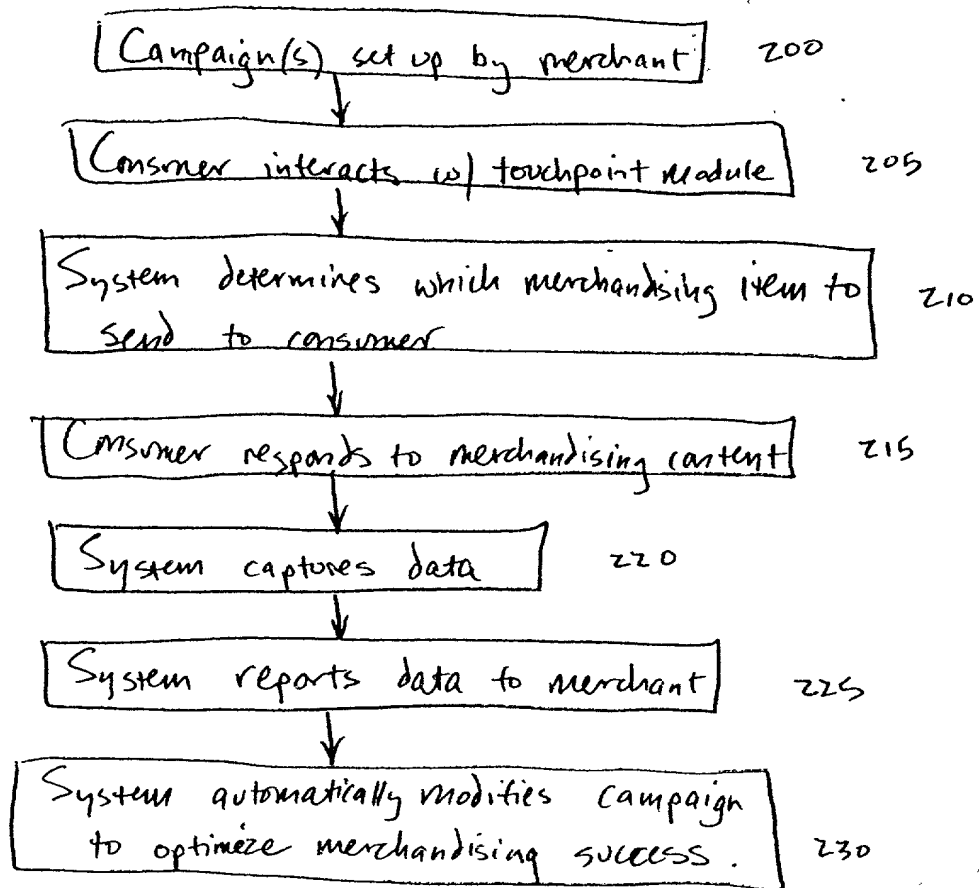 Campaign(s) set up by merchant 200
Consumer interacts w/ touchpoint module 205
System determines which merchandising item to 210
send to consumer
Consumer responds to merchandising content 215
System captures data 220
System reports data to merchant 225
System automatically modifies campaign
to optimize merchandising success. 230